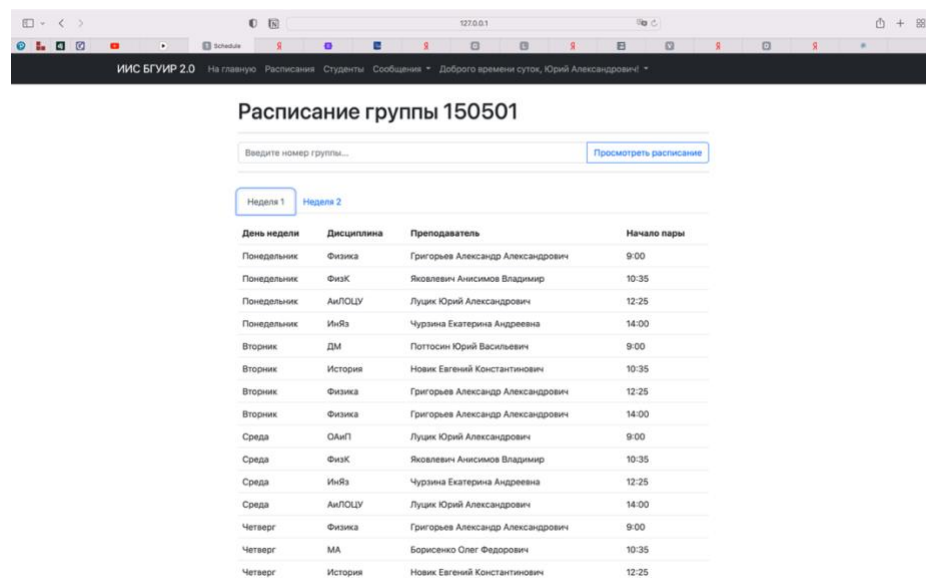 127.0.0.1
Schedule
ИИС БГУИР 2.0 На главную Расписания Студенты Сообщения Доброго времени суток, Юрий Александрович!
Расписание группы 150501
Введите номер группы... Просмотреть расписание
Неделя 1 Неделя 2
День недели Дисциплина Преподаватель Начало пары
Понедельник Физика Григорьев Александр Александрович 9:00
Понедельник ФизК Яковлевич Анисимов Владимир 10:35
Понедельник АиЛОЦУ Луцик Юрий Александрович 12:25
Понедельник ИнЯз Чурзина Екатерина Андреевна 14:00
Вторник ДМ Поттосин Юрий Васильевич 9:00
Вторник История Новик Евгений Константинович 10:35
Вторник Физика Григорьев Александр Александрович 12:25
Вторник Физика Григорьев Александр Александрович 14:00
Среда ОАиП Луцик Юрий Александрович 9:00
Среда ФизК Яковлевич Анисимов Владимир 10:35
Среда ИнЯз Чурзина Екатерина Андреевна 12:25
Среда АиЛОЦУ Луцик Юрий Александрович 14:00
Четверг Физика Григорьев Александр Александрович 9:00
Четверг МА Борисенко Олег Федорович 10:35
Четверг История Новик Евгений Константинович 12:25